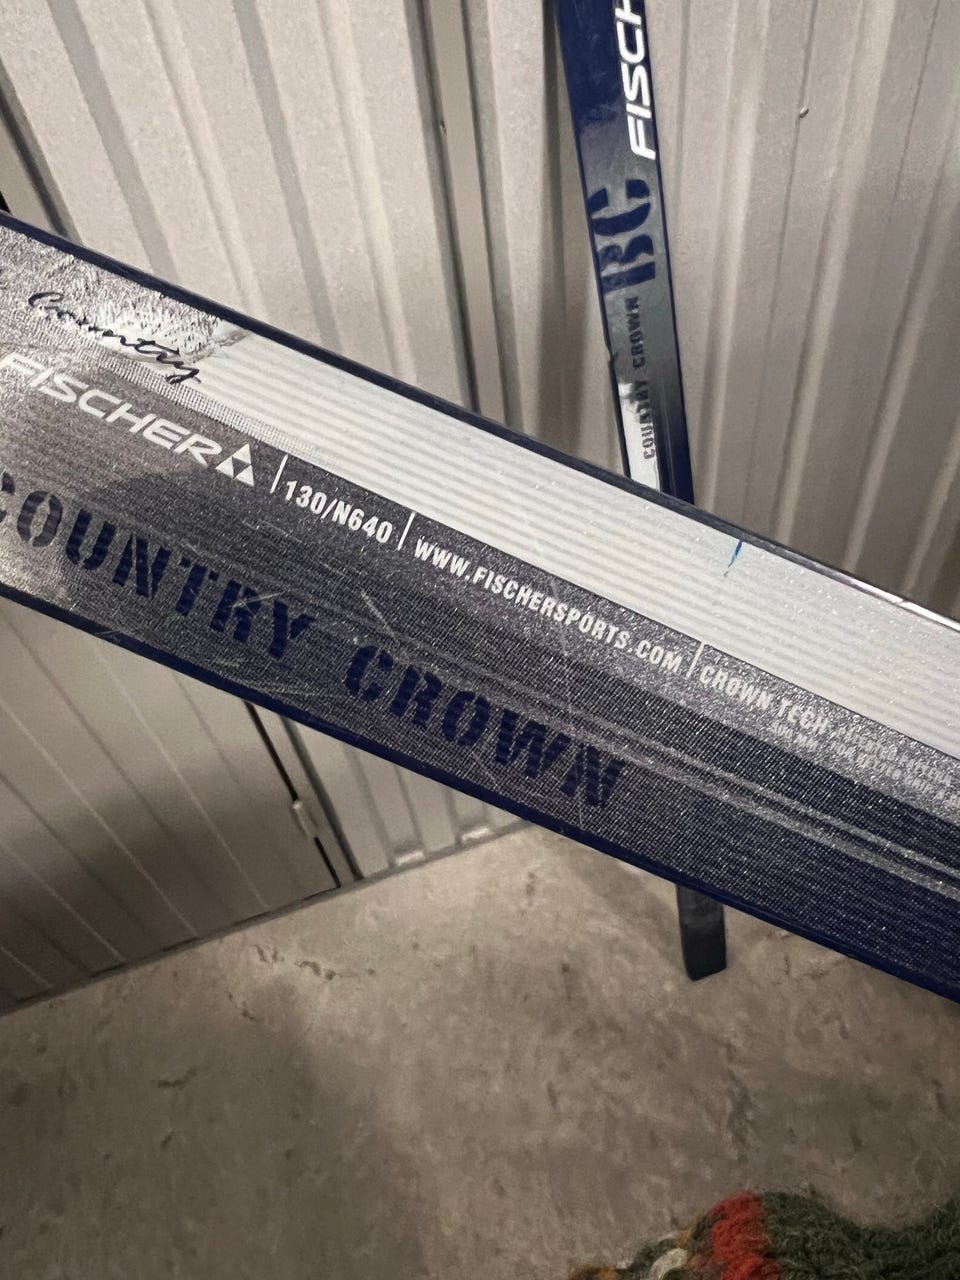 FISCH
BC
COUNTRY CROWN
Country
FISCHER | 130/N640 | WWW.FISCHERSPORTS.COM | CROWN TECH
COUNTRY CROWN